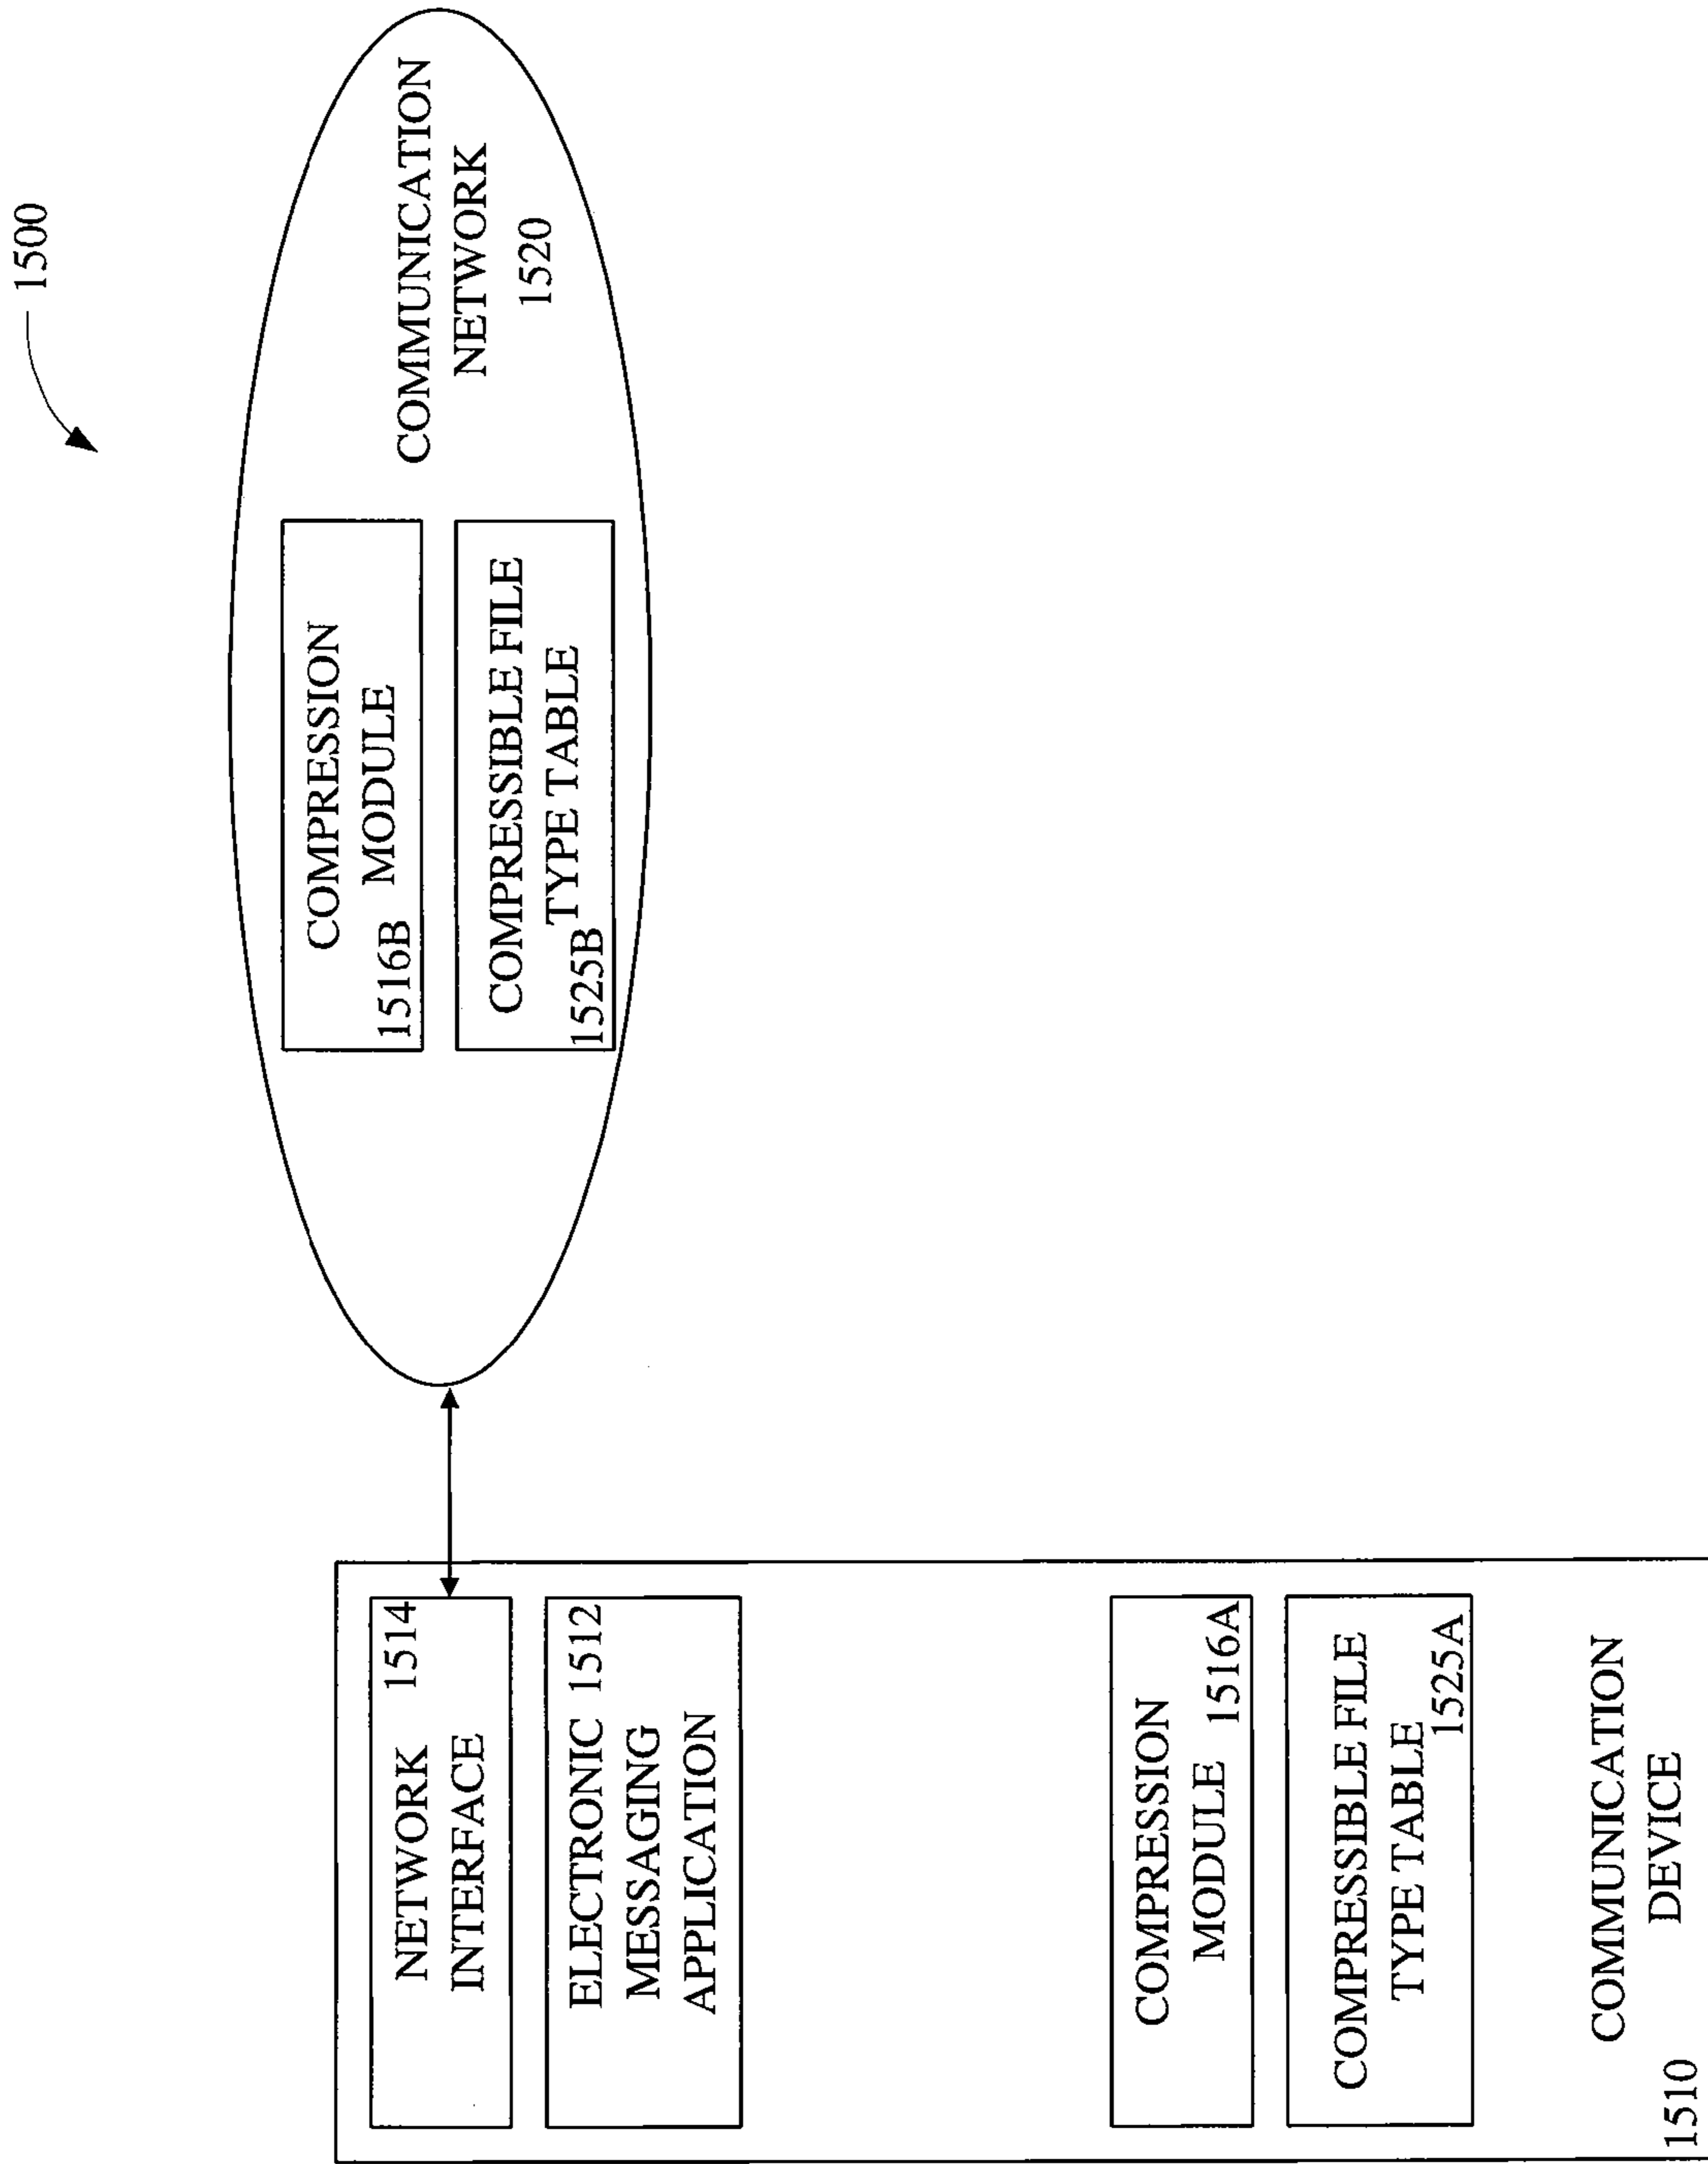 1500
NETWORK 1514
INTERFACE
ELECTRONIC 1512
MESSAGING
APPLICATION
COMPRESSION
MODULE 1516A
COMPRESSIBLE FILE
TYPE TABLE
1525A
COMMUNICATION
DEVICE
1510
COMPRESSION
MODULE
1516B
COMPRESSIBLE FILE
TYPE TABLE
1525B
COMMUNICATION
NETWORK
1520